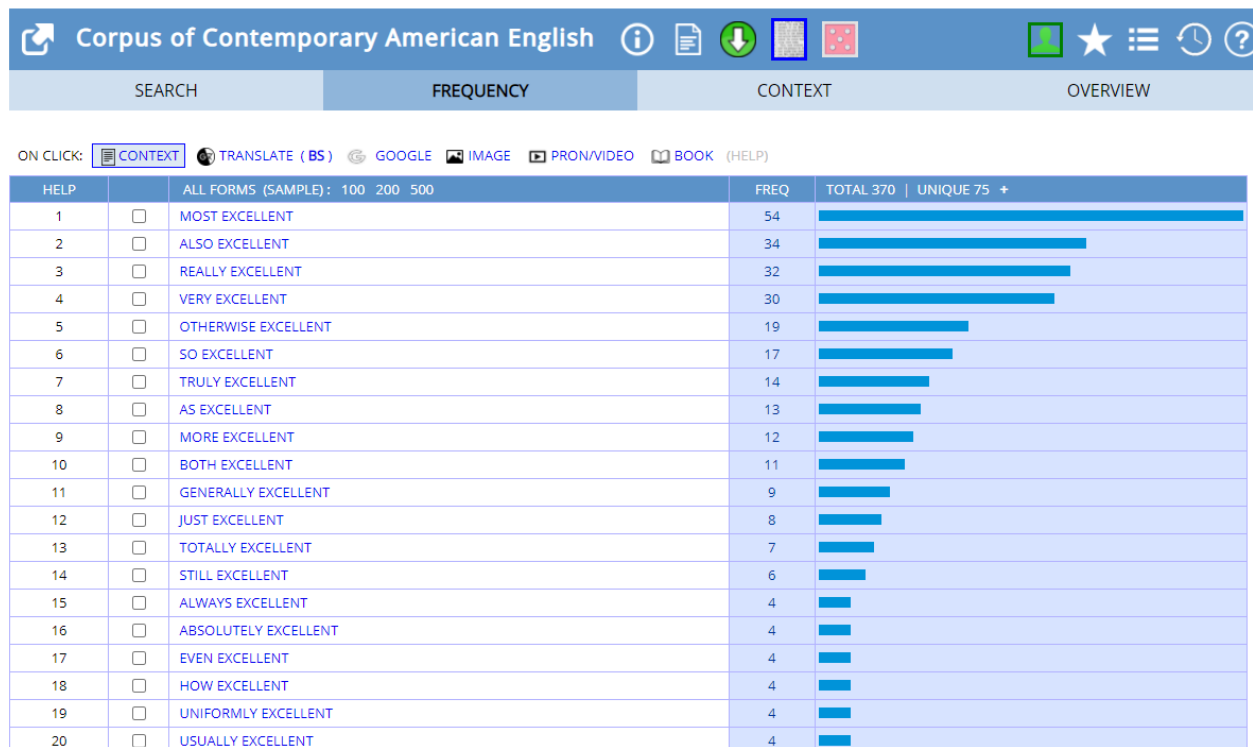 Corpus of Contemporary American English
SEARCH FREQUENCY CONTEXT OVERVIEW
ON CLICK: CONTEXT TRANSLATE ( BS ) GOOGLE IMAGE PRON/VIDEO BOOK (HELP)
HELP ALL FORMS (SAMPLE) : 100 200 500 FREQ TOTAL 370 | UNIQUE 75 +
1 MOST EXCELLENT 54
2 ALSO EXCELLENT 34
3 REALLY EXCELLENT 32
4 VERY EXCELLENT 30
5 OTHERWISE EXCELLENT 19
6 SO EXCELLENT 17
7 TRULY EXCELLENT 14
8 AS EXCELLENT 13
9 MORE EXCELLENT 12
10 BOTH EXCELLENT 11
11 GENERALLY EXCELLENT 9
12 JUST EXCELLENT 8
13 TOTALLY EXCELLENT 7
14 STILL EXCELLENT 6
15 ALWAYS EXCELLENT 4
16 ABSOLUTELY EXCELLENT 4
17 EVEN EXCELLENT 4
18 HOW EXCELLENT 4
19 UNIFORMLY EXCELLENT 4
20 USUALLY EXCELLENT 4